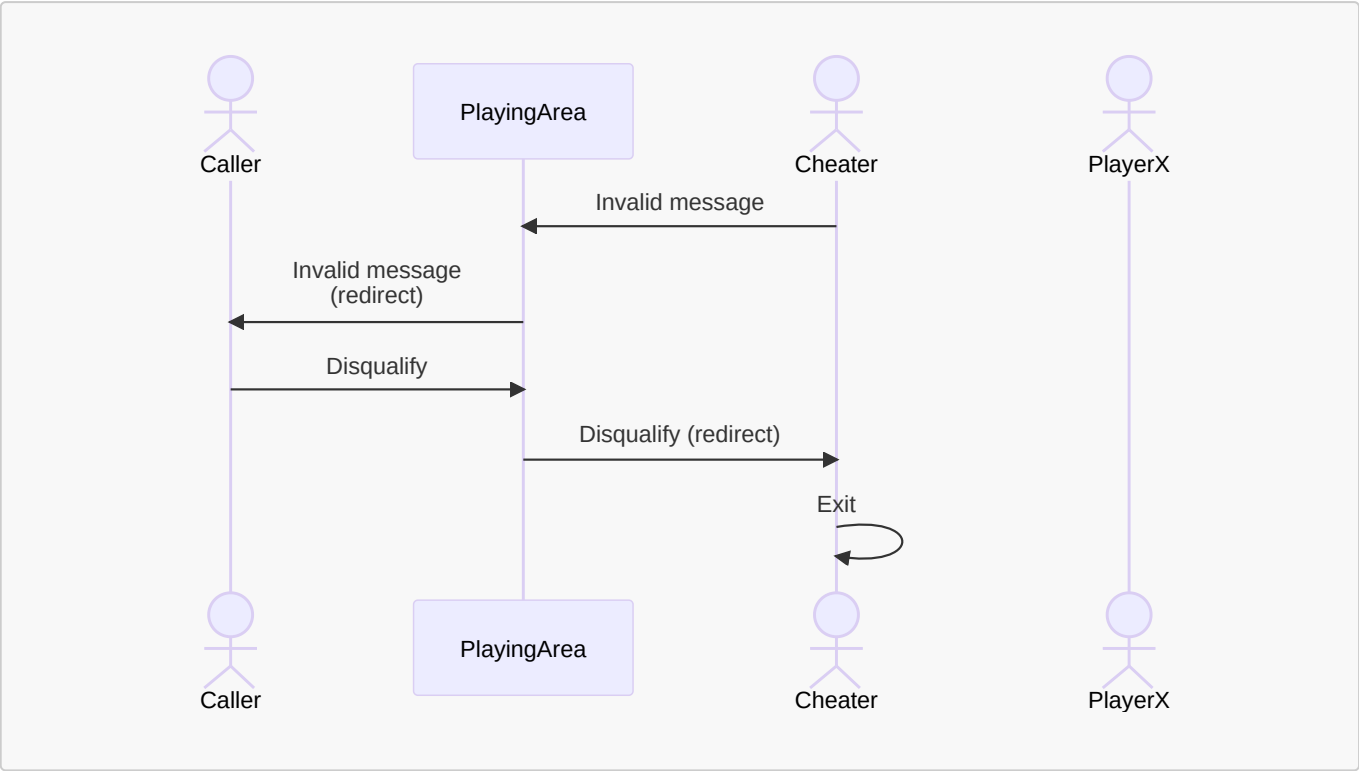 Caller
PlayingArea
Cheater
PlayerX
Invalid message
Invalid message
(redirect)
Disqualify
Disqualify (redirect)
Exit
Caller
PlayingArea
Cheater
PlayerX